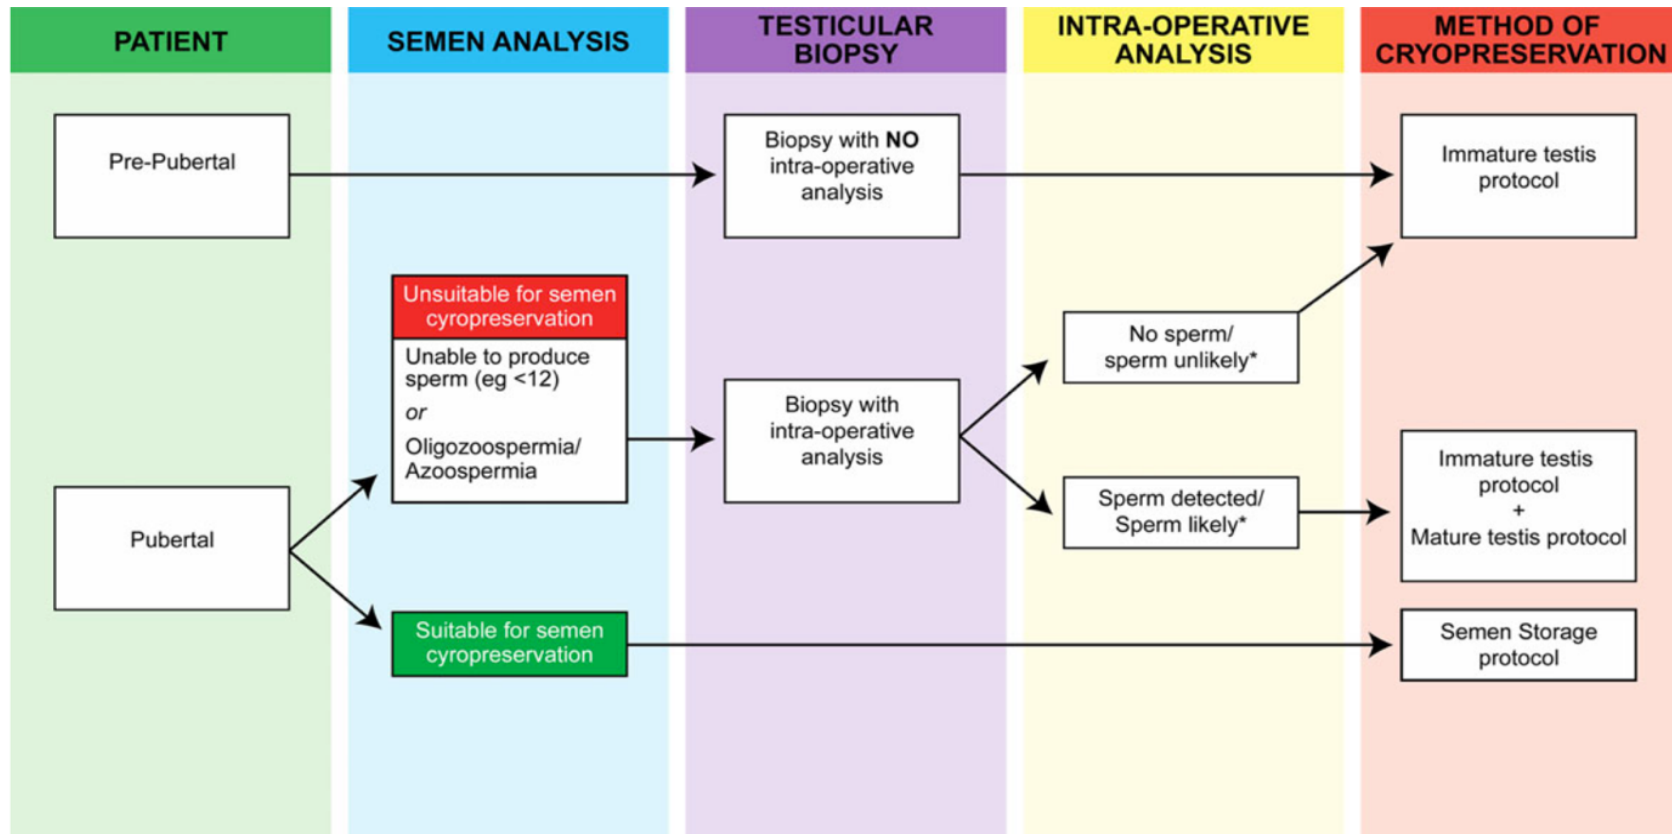 PATIENT
SEMEN ANALYSIS
TESTICULAR
BIOPSY
INTRA-OPERATIVE
ANALYSIS
METHOD OF
CRYOPRESERVATION
Pre-Pubertal
Biopsy with NO
intra-operative
analysis
Immature testis
protocol
Unsuitable for semen
cyropreservation
Unable to produce
sperm (eg <12)
or
Oligozoospermia/
Azoospermia
Biopsy with
intra-operative
analysis
No sperm/
sperm unlikely*
Sperm detected/
Sperm likely*
Immature testis
protocol
+
Mature testis protocol
Pubertal
Suitable for semen
cyropreservation
Semen Storage
protocol